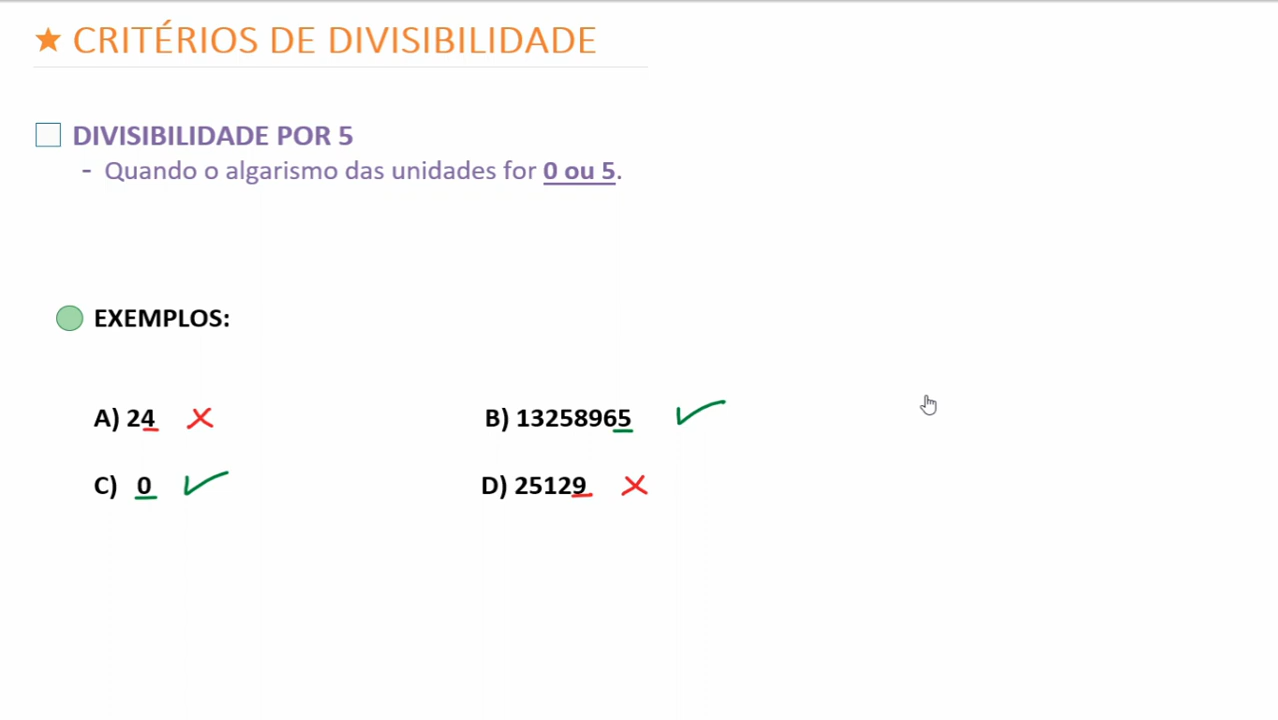 ★ CRITÉRIOS DE DIVISIBILIDADE
DIVISIBILIDADE POR 5
- Quando o algarismo das unidades for 0 ou 5.
EXEMPLOS:
A) 24 ✗ B) 13258965 ✓
C) 0 ✓ D) 25129 ✗